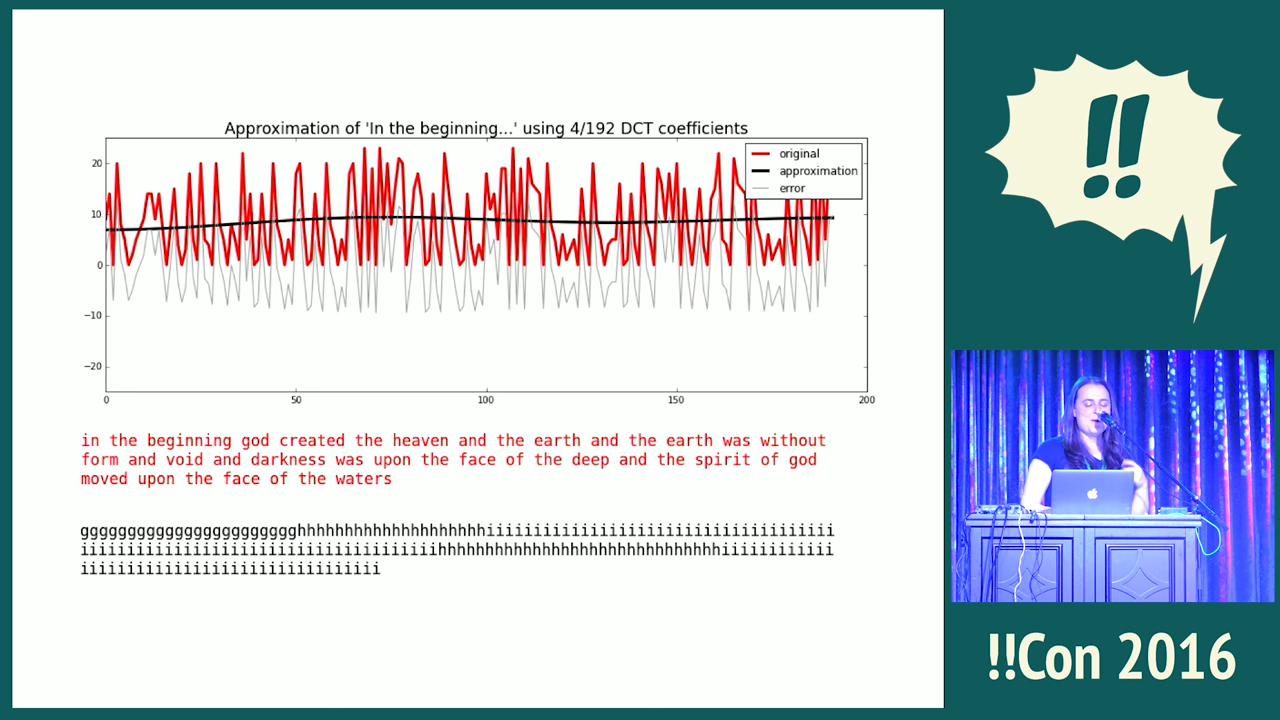 Approximation of 'In the beginning...' using 4/192 DCT coefficients
original
approximation
error
20
10
0
−10
−20
0 50 100 150 200
in the beginning god created the heaven and the earth and the earth was without
form and void and darkness was upon the face of the deep and the spirit of god
moved upon the face of the waters
ggggggggggggggggggggggghhhhhhhhhhhhhhhhhhhhiiiiiiiiiiiiiiiiiiiiiiiiiiiiiiiiiiiii
iiiiiiiiiiiiiiiiiiiiiiiiiiiiiiiiiiiiiihhhhhhhhhhhhhhhhhhhhhhhhhhhhhhiiiiiiiiiiii
iiiiiiiiiiiiiiiiiiiiiiiiiiiiiiii
!!
!!Con 2016